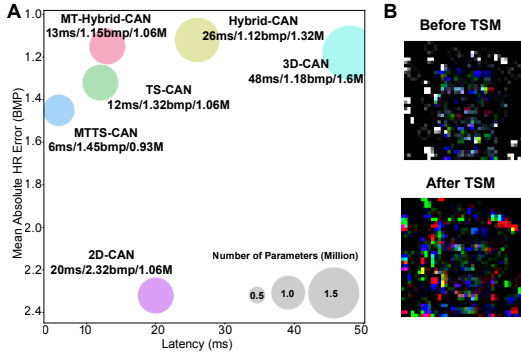 A
B
Mean Absolute HR Error (BMP)
1.0
1.2
1.4
1.6
1.8
2.0
2.2
2.4
MT-Hybrid-CAN
13ms/1.15bmp/1.06M
Hybrid-CAN
26ms/1.12bmp/1.32M
3D-CAN
48ms/1.18bmp/1.6M
TS-CAN
12ms/1.32bmp/1.06M
MTTS-CAN
6ms/1.45bmp/0.93M
2D-CAN
20ms/2.32bmp/1.06M
Number of Parameters (Million)
0.5
1.0
1.5
0
10
20
30
40
50
Latency (ms)
Before TSM
After TSM